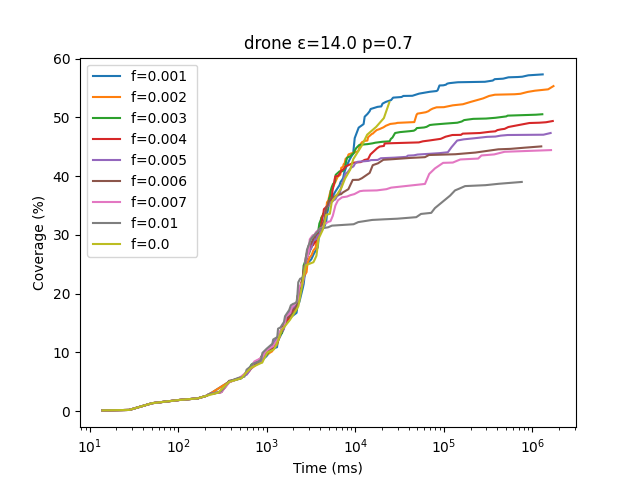 drone ε=14.0 p=0.7
f=0.001
f=0.002
f=0.003
f=0.004
f=0.005
f=0.006
f=0.007
f=0.01
f=0.0
Coverage (%)
60
50
40
30
20
10
0
10¹ 10² 10³ 10⁴ 10⁵ 10⁶
Time (ms)